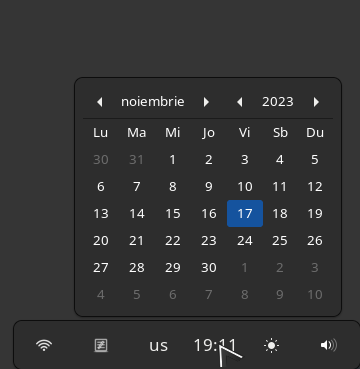 noiembrie 2023
Lu Ma Mi Jo Vi Sb Du
30 31 1 2 3 4 5
6 7 8 9 10 11 12
13 14 15 16 17 18 19
20 21 22 23 24 25 26
27 28 29 30 1 2 3
4 5 6 7 8 9 10
us 19:11